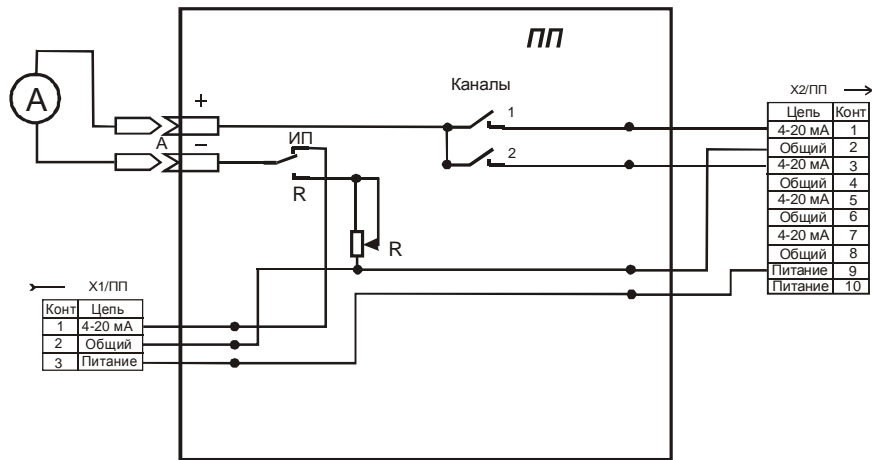 ПП
Каналы
X2/ПП
A
+
1
Цепь Конт
4-20 мА 1
Общий 2
4-20 мА 3
Общий 4
4-20 мА 5
Общий 6
4-20 мА 7
Общий 8
Питание 9
Питание 10
А
−
ИП
2
R
R
X1/ПП
Конт Цепь
1 4-20 мА
2 Общий
3 Питание